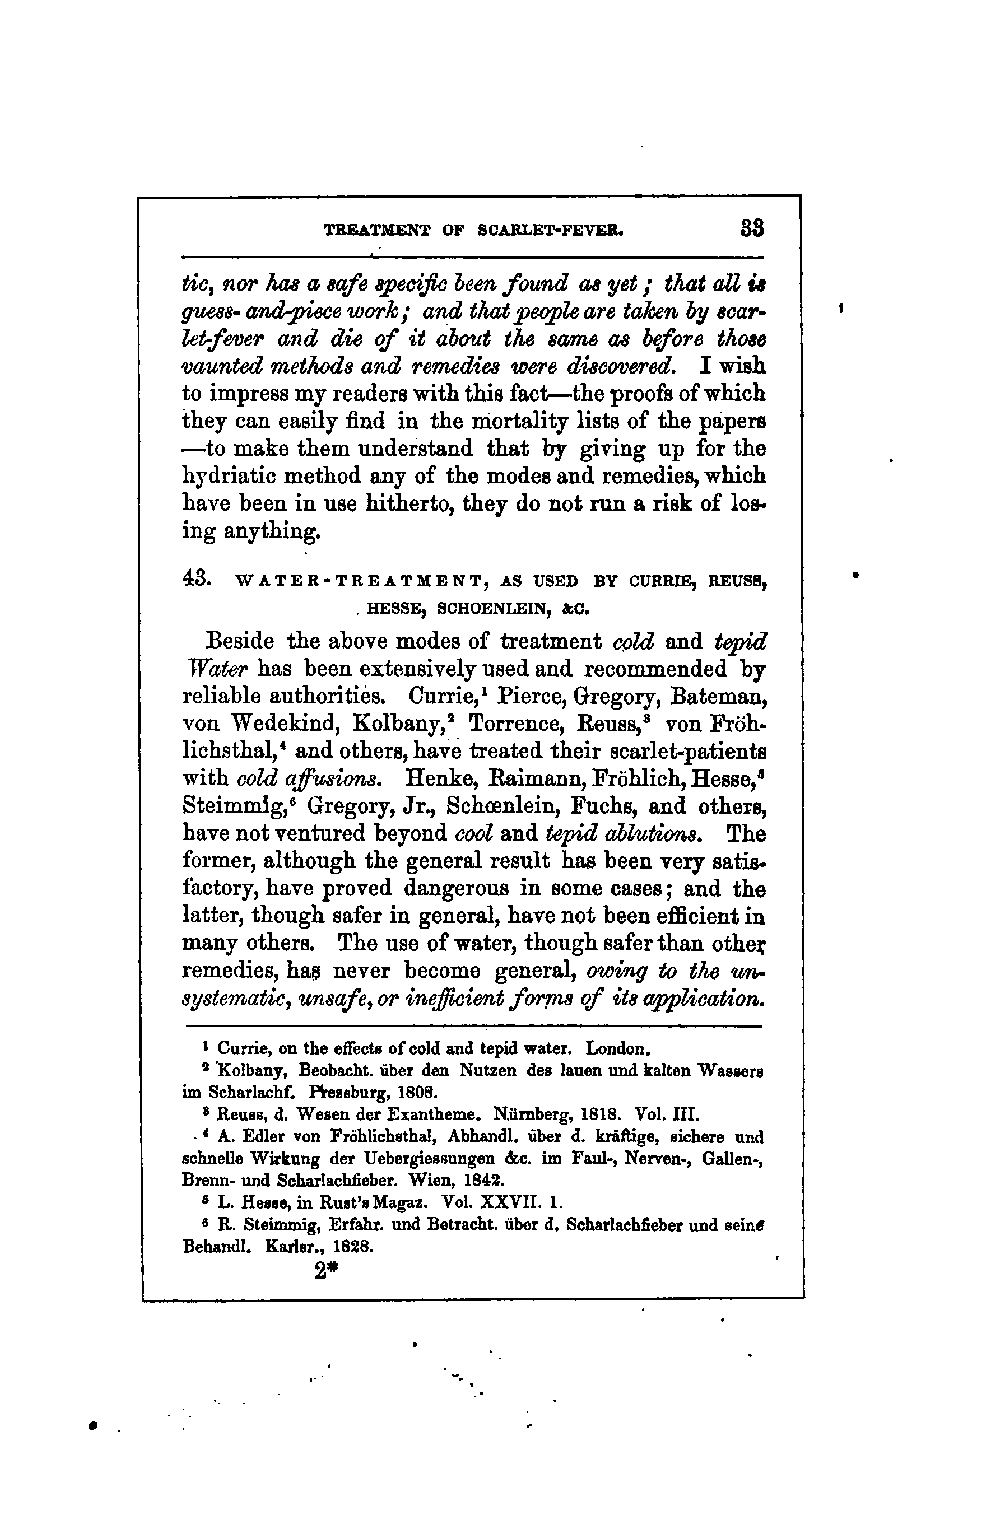 TREATMENT OF SCARLET-FEVER. 33
tic, nor has a safe specific been found as yet; that all is
guess- and-piece work; and that people are taken by scar-
let-fever and die of it about the same as before those
vaunted methods and remedies were discovered. I wish
to impress my readers with this fact—the proofs of which
they can easily find in the mortality lists of the papers
—to make them understand that by giving up for the
hydriatic method any of the modes and remedies, which
have been in use hitherto, they do not run a risk of los-
ing anything.
43. WATER-TREATMENT, AS USED BY CURRIE, REUSS,
HESSE, SCHOENLEIN, &C.
Beside the above modes of treatment cold and tepid
Water has been extensively used and recommended by
reliable authorities. Currie,¹ Pierce, Gregory, Bateman,
von Wedekind, Kolbany,² Torrence, Reuss,³ von Fröh-
lichsthal,⁴ and others, have treated their scarlet-patients
with cold affusions. Henke, Raimann, Fröhlich, Hesse,⁵
Steimmig,⁶ Gregory, Jr., Schœnlein, Fuchs, and others,
have not ventured beyond cool and tepid ablutions. The
former, although the general result has been very satis-
factory, have proved dangerous in some cases; and the
latter, though safer in general, have not been efficient in
many others. The use of water, though safer than other
remedies, has never become general, owing to the un-
systematic, unsafe, or inefficient forms of its application.
¹ Currie, on the effects of cold and tepid water. London.
² Kolbany, Beobacht. über den Nutzen des lauen und kalten Wassers
im Scharlachf. Pressburg, 1808.
³ Reuss, d. Wesen der Exantheme. Nürnberg, 1818. Vol. III.
⁴ A. Edler von Fröhlichsthal, Abhandl. über d. kräftige, sichere und
schnelle Wirkung der Uebergiessungen &c. im Faul-, Nerven-, Gallen-,
Brenn- und Scharlachfieber. Wien, 1842.
⁵ L. Hesse, in Rust's Magaz. Vol. XXVII. 1.
⁶ R. Steimmig, Erfahr. und Betracht. über d. Scharlachfieber und seine
Behandl. Karlsr., 1828.
2*